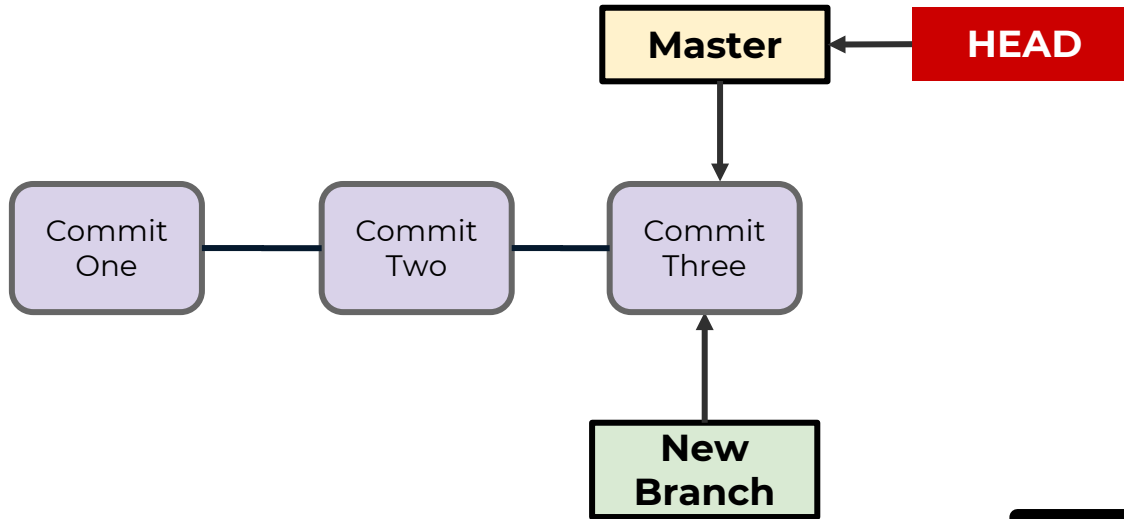 Master
HEAD
Commit
One
Commit
Two
Commit
Three
New
Branch